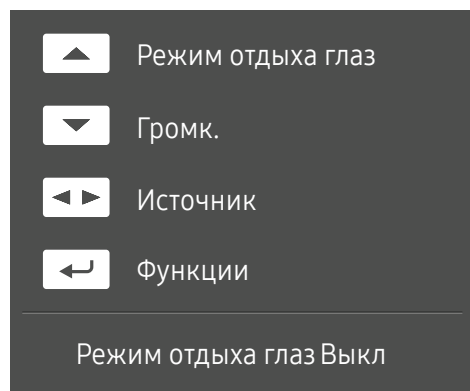 Режим отдыха глаз
Громк.
Источник
Функции
Режим отдыха глаз Выкл